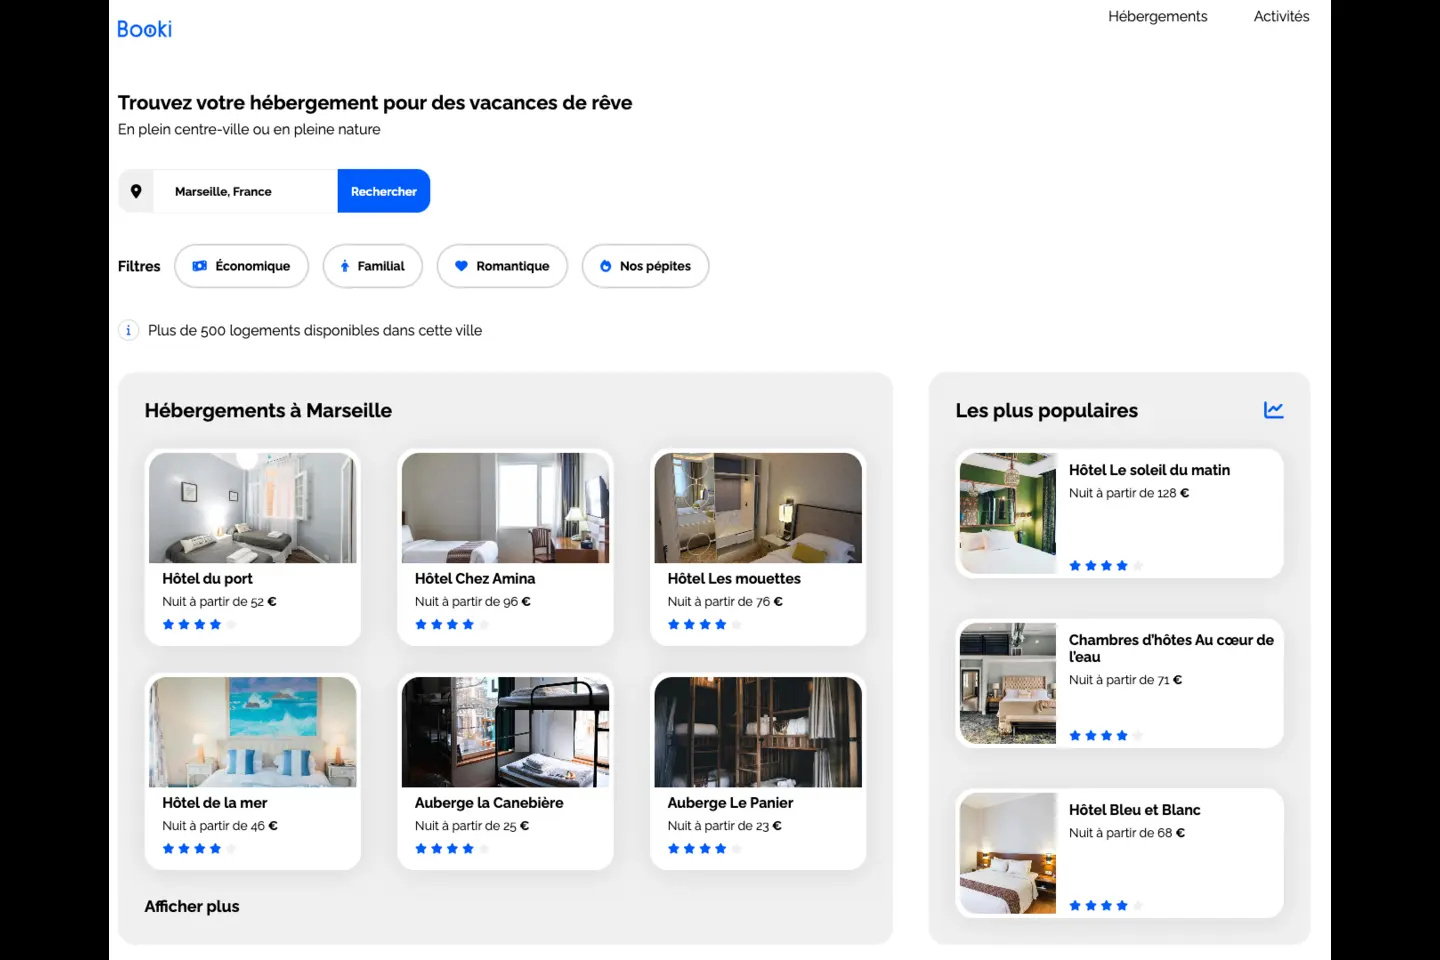 Booki
Hébergements
Activités
Trouvez votre hébergement pour des vacances de rêve
En plein centre-ville ou en pleine nature
Marseille, France
Rechercher
Filtres
Économique
Familial
Romantique
Nos pépites
Plus de 500 logements disponibles dans cette ville
Hébergements à Marseille
Hôtel du port
Nuit à partir de 52 €
Hôtel Chez Amina
Nuit à partir de 96 €
Hôtel Les mouettes
Nuit à partir de 76 €
Hôtel de la mer
Nuit à partir de 46 €
Auberge la Canebière
Nuit à partir de 25 €
Auberge Le Panier
Nuit à partir de 23 €
Afficher plus
Les plus populaires
Hôtel Le soleil du matin
Nuit à partir de 128 €
Chambres d'hôtes Au cœur de
l'eau
Nuit à partir de 71 €
Hôtel Bleu et Blanc
Nuit à partir de 68 €